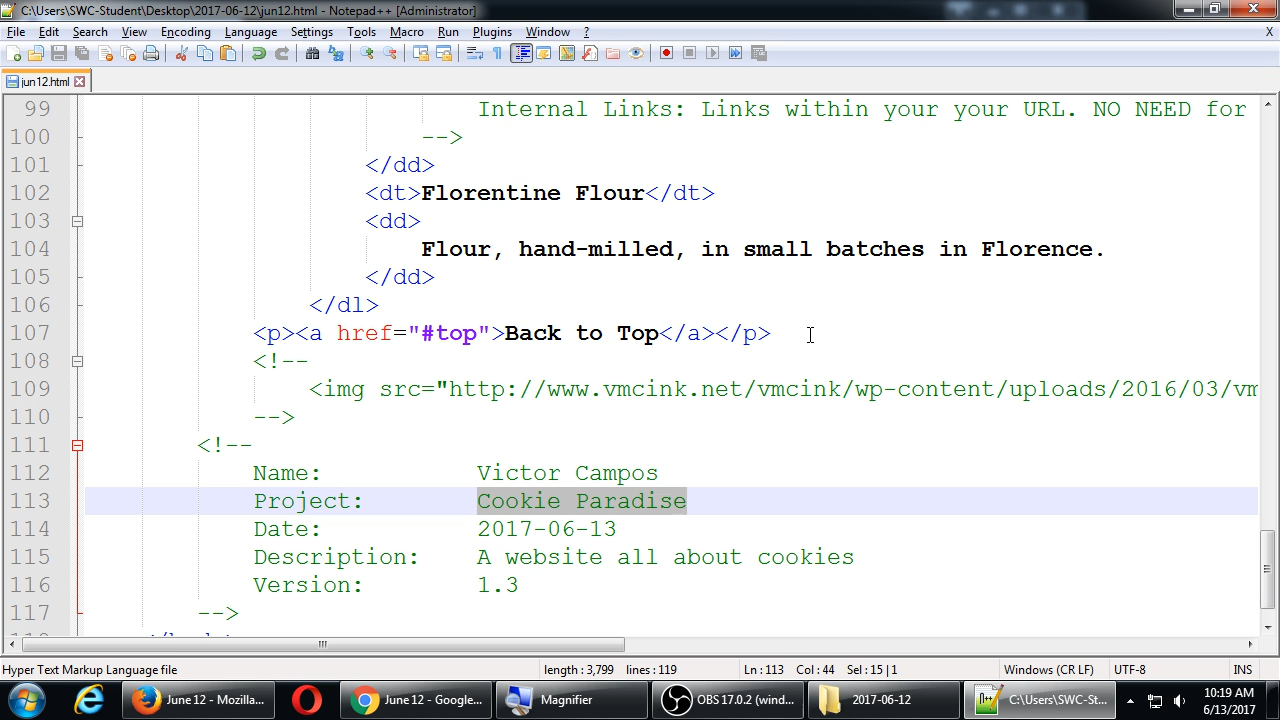 C:\Users\SWC-Student\Desktop\2017-06-12\jun12.html - Notepad++ [Administrator]
File Edit Search View Encoding Language Settings Tools Macro Run Plugins Window ? X
jun12.html
99 Internal Links: Links within your your URL. NO NEED for
100 -->
101 </dd>
102 <dt>Florentine Flour</dt>
103 <dd>
104 Flour, hand-milled, in small batches in Florence.
105 </dd>
106 </dl>
107 <p><a href="#top">Back to Top</a></p>
108 <!--
109 <img src="http://www.vmcink.net/vmcink/wp-content/uploads/2016/03/vm
110 -->
111 <!--
112 Name: Victor Campos
113 Project: Cookie Paradise
114 Date: 2017-06-13
115 Description: A website all about cookies
116 Version: 1.3
117 -->
Hyper Text Markup Language file length : 3,799 lines : 119 Ln : 113 Col : 44 Sel : 15 | 1 Windows (CR LF) UTF-8 INS
June 12 - Mozilla... June 12 - Google... Magnifier OBS 17.0.2 (wind... 2017-06-12 C:\Users\SWC-St... 10:19 AM
6/13/2017